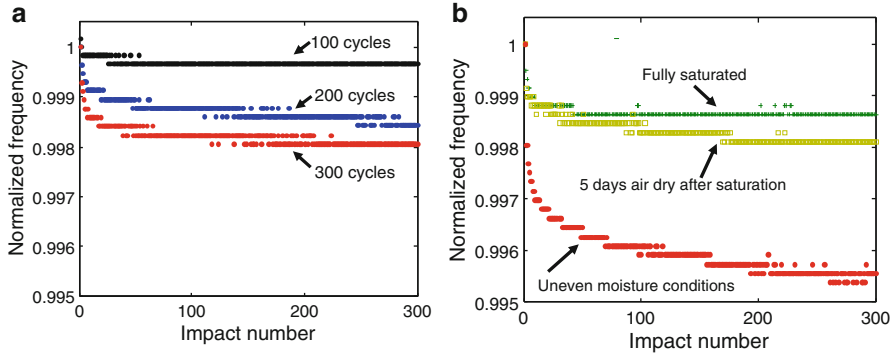 a
Normalized frequency
1
0.999
0.998
0.997
0.996
0.995
0
100
200
300
Impact number
100 cycles
200 cycles
300 cycles
b
Normalized frequency
1
0.999
0.998
0.997
0.996
0.995
0
100
200
300
Impact number
Fully saturated
5 days air dry after saturation
Uneven moisture conditions